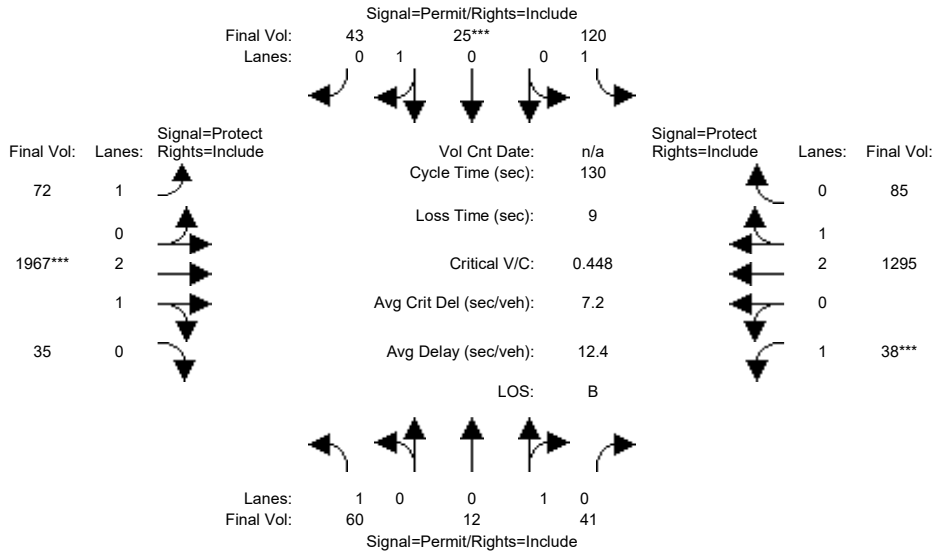 Signal=Permit/Rights=Include
Final Vol: 43 25*** 120
Lanes: 0 1 0 0 1
Signal=Protect
Final Vol: Lanes: Rights=Include
Vol Cnt Date: n/a
Signal=Protect
Rights=Include Lanes: Final Vol:
Cycle Time (sec): 130
72 1
0 85
Loss Time (sec): 9
0
1
1967*** 2
Critical V/C: 0.448
2 1295
1
Avg Crit Del (sec/veh): 7.2
0
35 0
Avg Delay (sec/veh): 12.4
1 38***
LOS: B
Lanes: 1 0 0 1 0
Final Vol: 60 12 41
Signal=Permit/Rights=Include